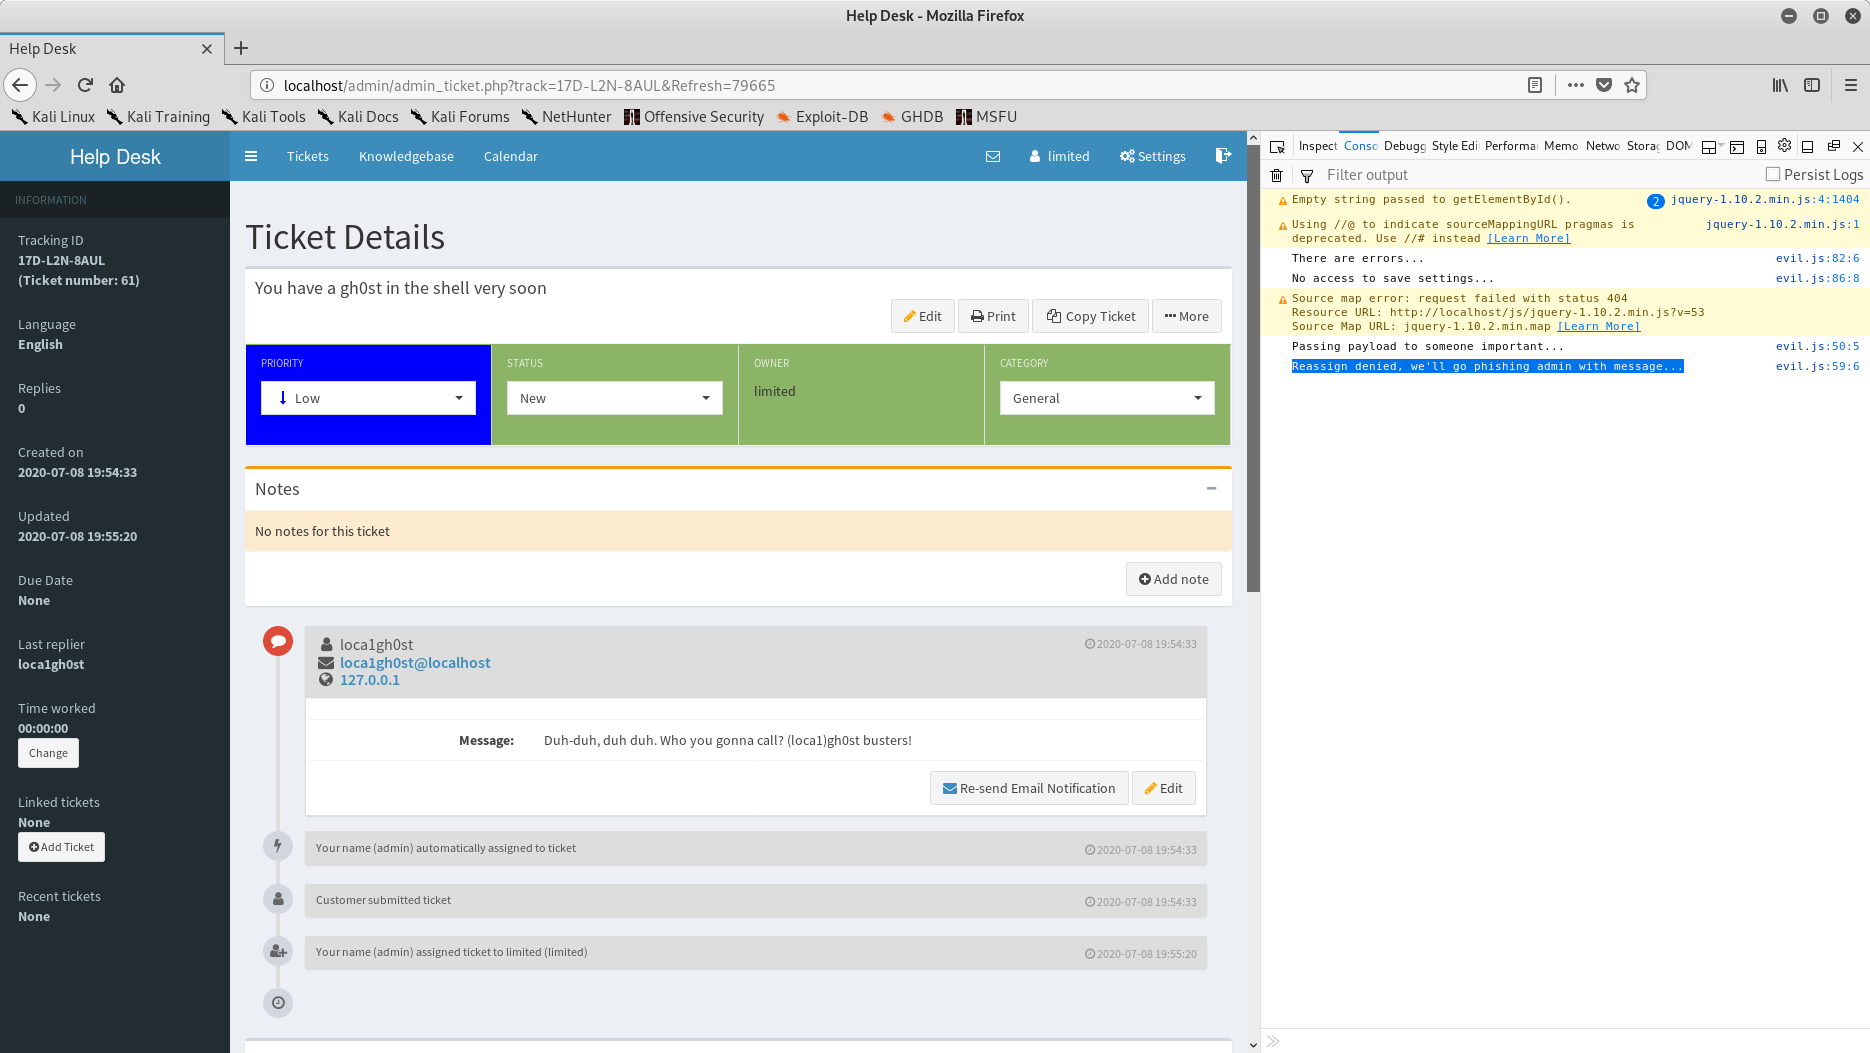 Help Desk - Mozilla Firefox
Help Desk
localhost/admin/admin_ticket.php?track=17D-L2N-8AUL&Refresh=79665
Kali Linux Kali Training Kali Tools Kali Docs Kali Forums NetHunter Offensive Security Exploit-DB GHDB MSFU
Help Desk
Tickets Knowledgebase Calendar limited Settings
INFORMATION
Tracking ID
17D-L2N-8AUL
(Ticket number: 61)
Language
English
Replies
0
Created on
2020-07-08 19:54:33
Updated
2020-07-08 19:55:20
Due Date
None
Last replier
loca1gh0st
Time worked
00:00:00
Change
Linked tickets
None
Add Ticket
Recent tickets
None
Ticket Details
You have a gh0st in the shell very soon
Edit Print Copy Ticket More
PRIORITY STATUS OWNER CATEGORY
Low New limited General
Notes
No notes for this ticket
Add note
loca1gh0st 2020-07-08 19:54:33
loca1gh0st@localhost
127.0.0.1
Message: Duh-duh, duh duh. Who you gonna call? (loca1)gh0st busters!
Re-send Email Notification Edit
Your name (admin) automatically assigned to ticket 2020-07-08 19:54:33
Customer submitted ticket 2020-07-08 19:54:33
Your name (admin) assigned ticket to limited (limited) 2020-07-08 19:55:20
Inspect Conso Debugg Style Edi Performa Memo Netwo Storag DOM
Filter output Persist Logs
Empty string passed to getElementById(). 2 jquery-1.10.2.min.js:4:1404
Using //@ to indicate sourceMappingURL pragmas is jquery-1.10.2.min.js:1
deprecated. Use //# instead [Learn More]
There are errors... evil.js:82:6
No access to save settings... evil.js:86:8
Source map error: request failed with status 404
Resource URL: http://localhost/js/jquery-1.10.2.min.js?v=53
Source Map URL: jquery-1.10.2.min.map [Learn More]
Passing payload to someone important... evil.js:50:5
Reassign denied, we'll go phishing admin with message... evil.js:59:6